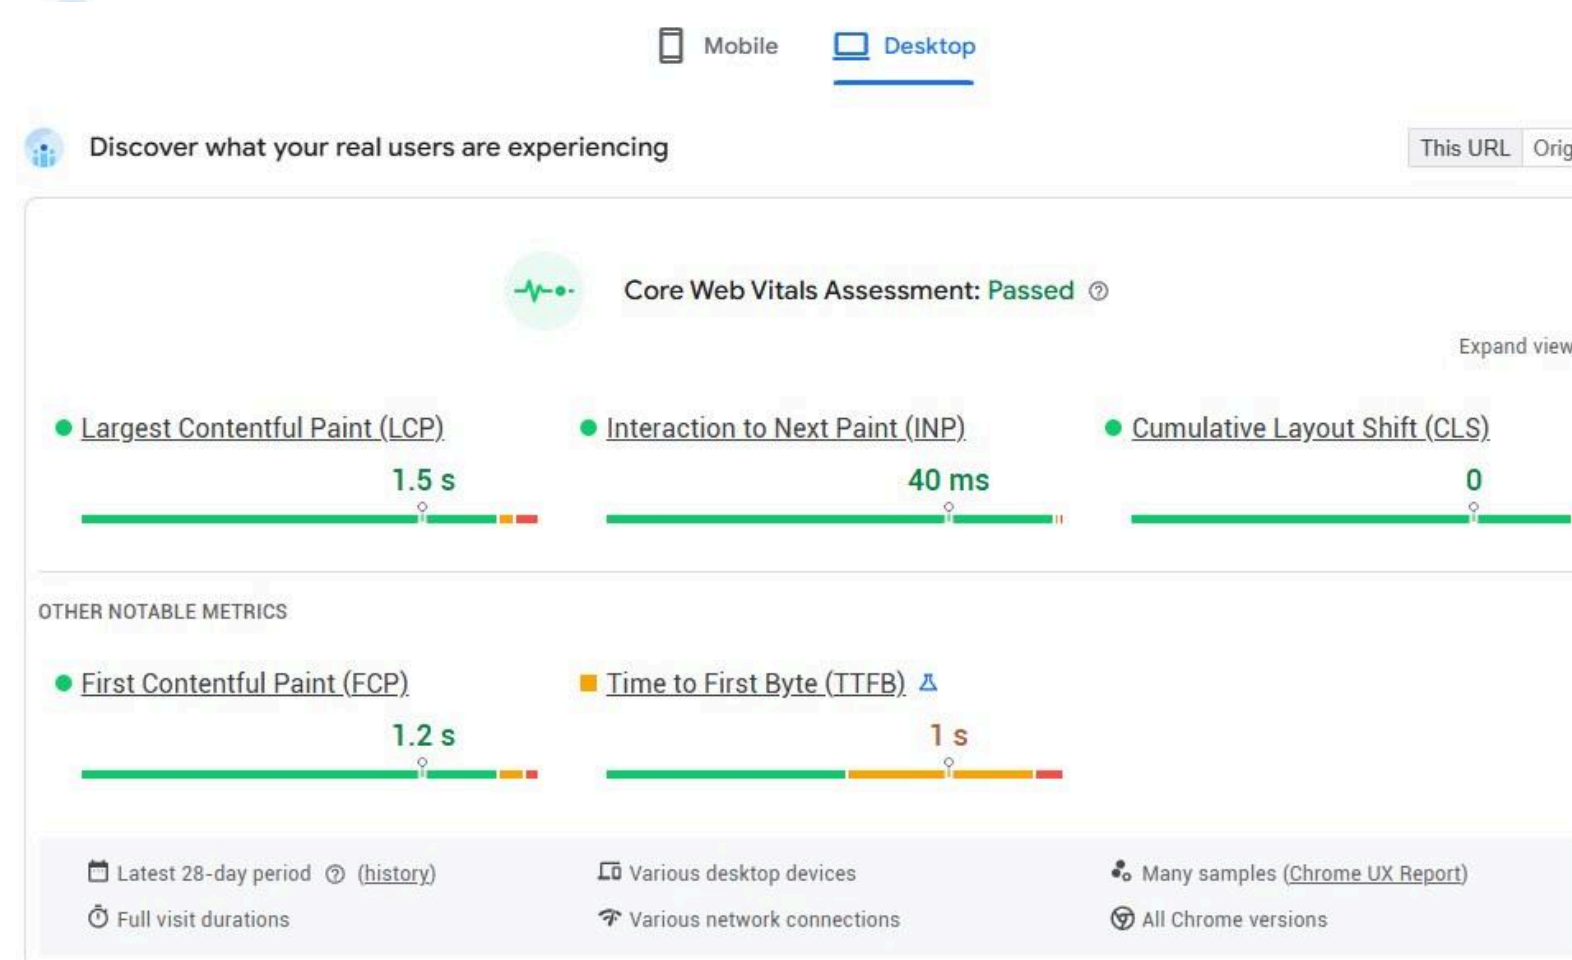 Mobile Desktop
Discover what your real users are experiencing
This URL Orig
Core Web Vitals Assessment: Passed
Expand view
Largest Contentful Paint (LCP) Interaction to Next Paint (INP) Cumulative Layout Shift (CLS)
1.5 s 40 ms 0
OTHER NOTABLE METRICS
First Contentful Paint (FCP) Time to First Byte (TTFB)
1.2 s 1 s
Latest 28-day period (history) Various desktop devices Many samples (Chrome UX Report)
Full visit durations Various network connections All Chrome versions